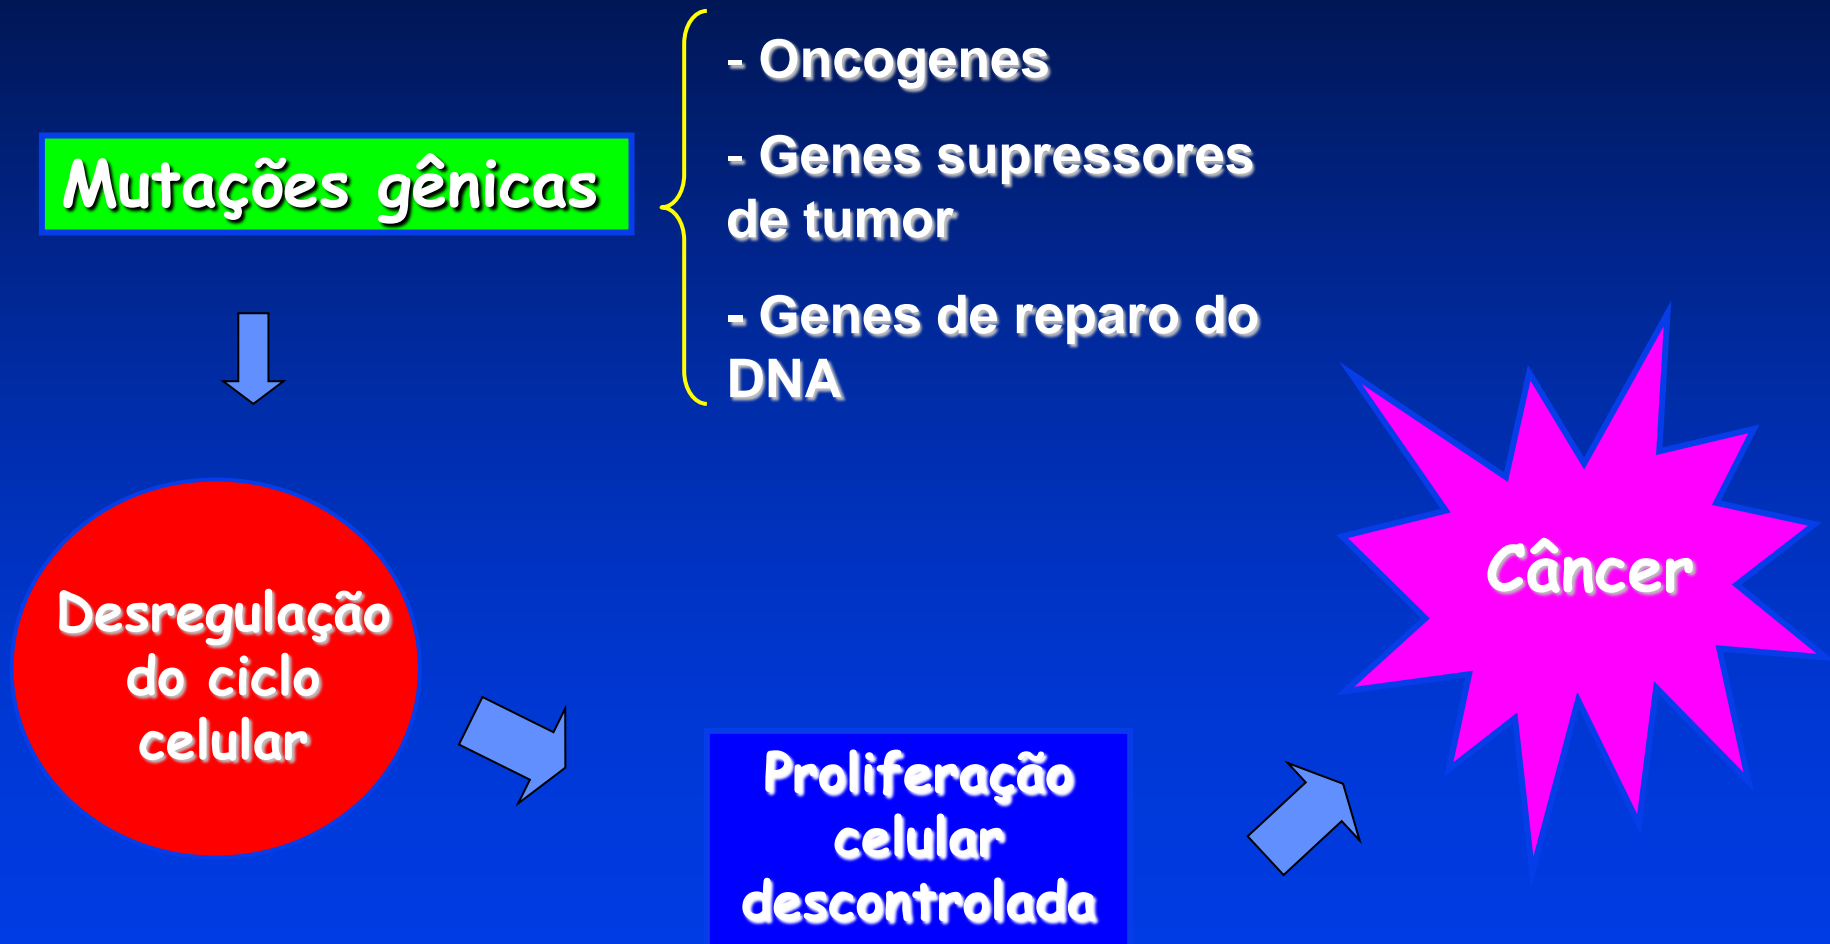 - Oncogenes
Mutações gênicas
- Genes supressores
de tumor
- Genes de reparo do
DNA
Desregulação
do ciclo
celular
Proliferação
celular
descontrolada
Câncer